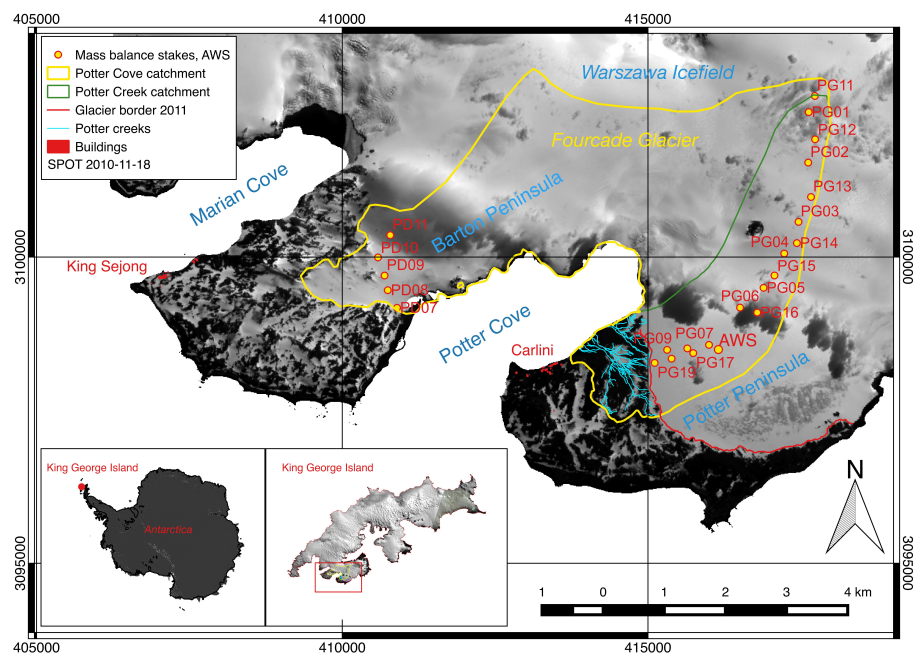 405000
410000
415000
Mass balance stakes, AWS
Potter Cove catchment
Potter Creek catchment
Glacier border 2011
Potter creeks
Buildings
SPOT 2010-11-18
Warszawa Icefield
Fourcade Glacier
Marian Cove
Barton Peninsula
Potter Cove
Potter Peninsula
King Sejong
Carlini
PG11
PG01
PG12
PG02
PG13
PG03
PG04
PG14
PG15
PG05
PG06
PG16
PG07
AWS
PG09
PG17
PG19
PD11
PD10
PD09
PD08
PD07
3100000
3100000
3095000
3095000
King George Island
Antarctica
King George Island
N
1
0
1
2
3
4 km
405000
410000
415000